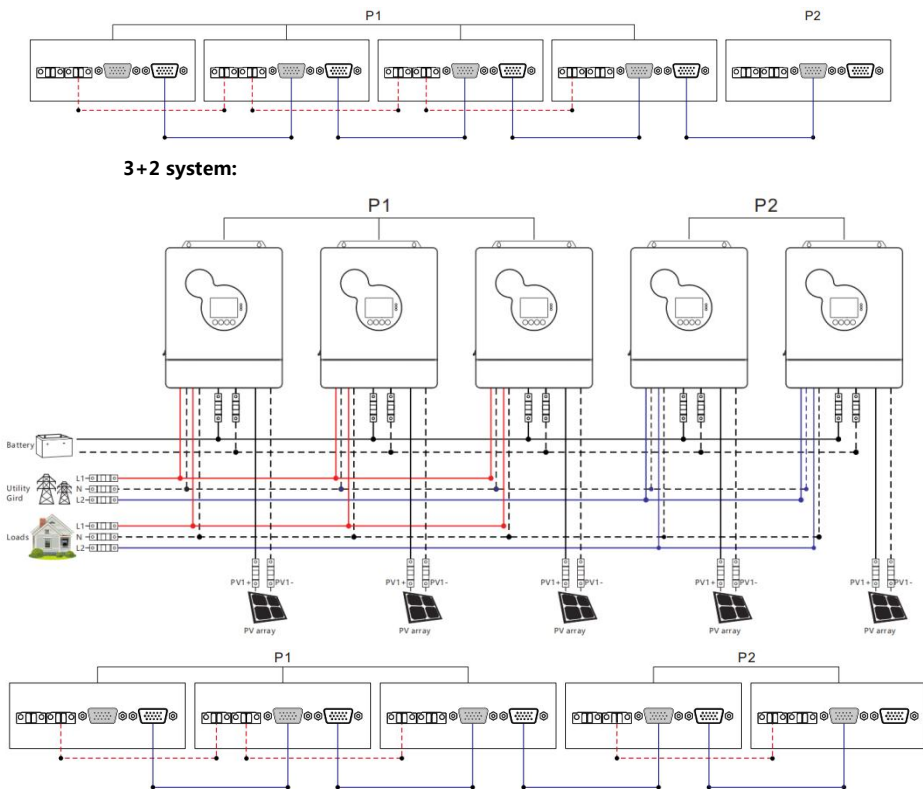 P1 P2
3+2 system:
P1 P2
Battery
L1
Utility N
Gird L2
L1
Loads N
L2
PV1+ PV1- PV1+ PV1- PV1+ PV1- PV1+ PV1- PV1+ PV1-
PV array PV array PV array PV array PV array
P1 P2